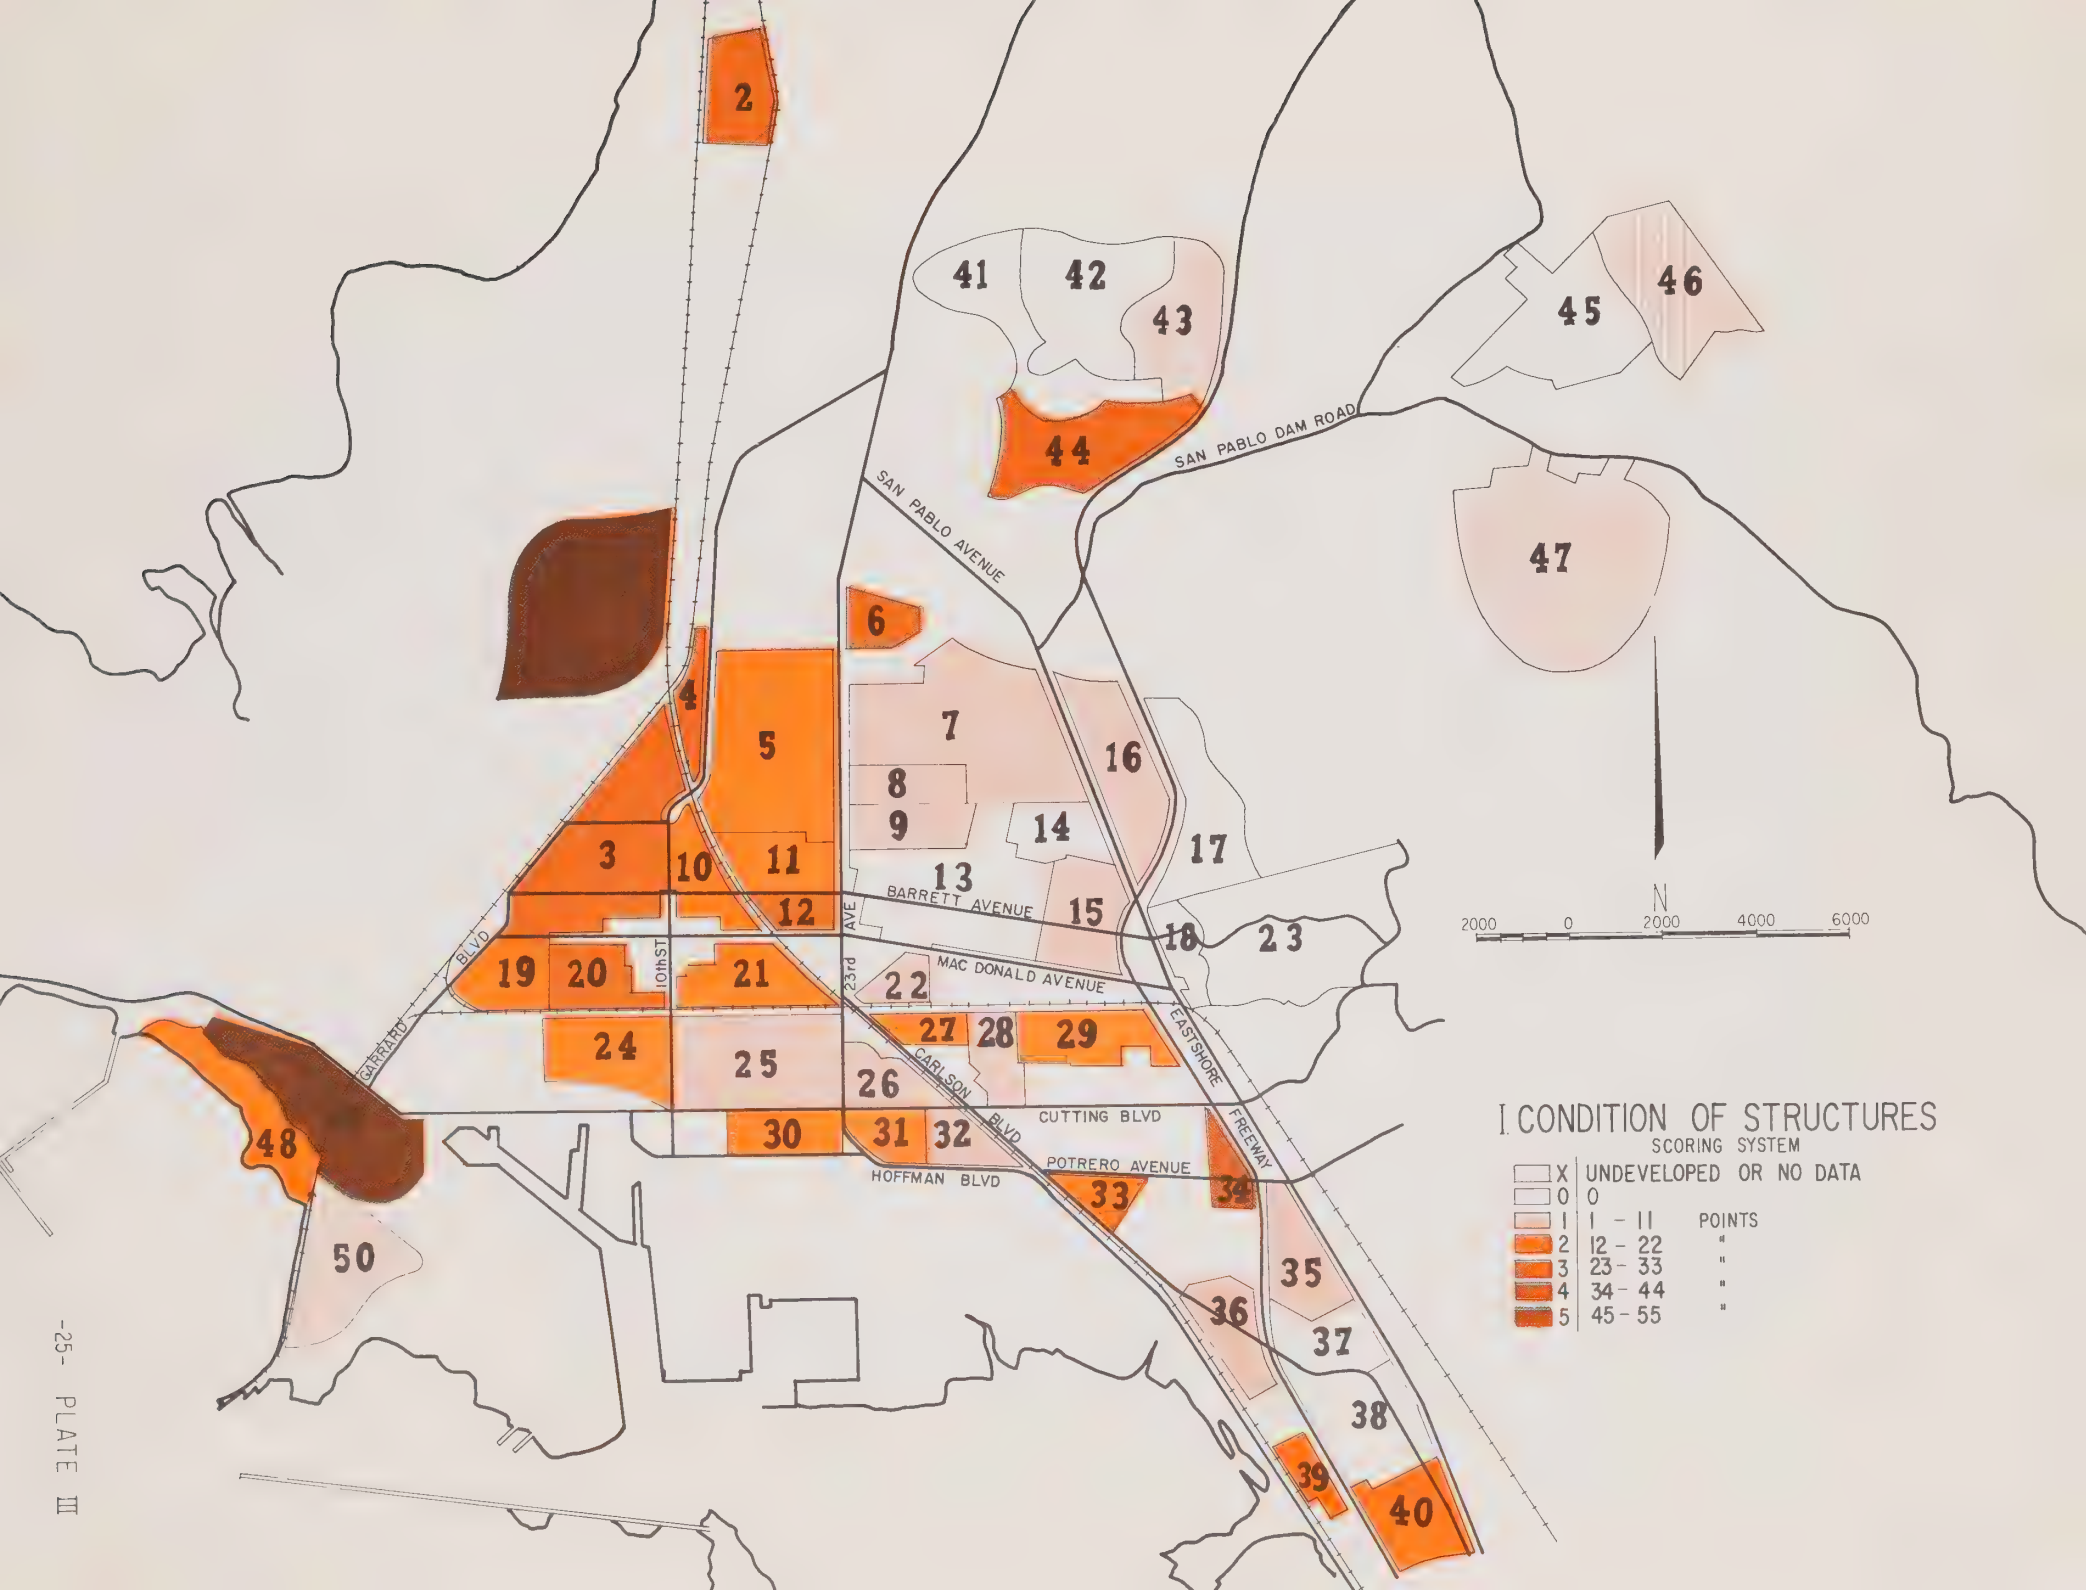 2
41
42
43
45
46
44
SAN PABLO DAM ROAD
SAN PABLO AVENUE
47
6
4
5
7
16
8
9
14
17
3
10
11
13
BARRETT AVENUE
12
AVE
15
18
23
BLVD
19
20
10th ST
21
23rd
22
MAC DONALD AVENUE
N
2000 0 2000 4000 6000
GARRARD
24
25
27
28
29
EASTSHORE
26
CARLSON
BLVD
CUTTING BLVD
FREEWAY
48
30
31
32
HOFFMAN BLVD
POTRERO AVENUE
33
34
50
35
36
37
38
39
40
I. CONDITION OF STRUCTURES
SCORING SYSTEM
X UNDEVELOPED OR NO DATA
0 0
1 1 - 11 POINTS
2 12 - 22 "
3 23 - 33 "
4 34 - 44 "
5 45 - 55 "
-25- PLATE III